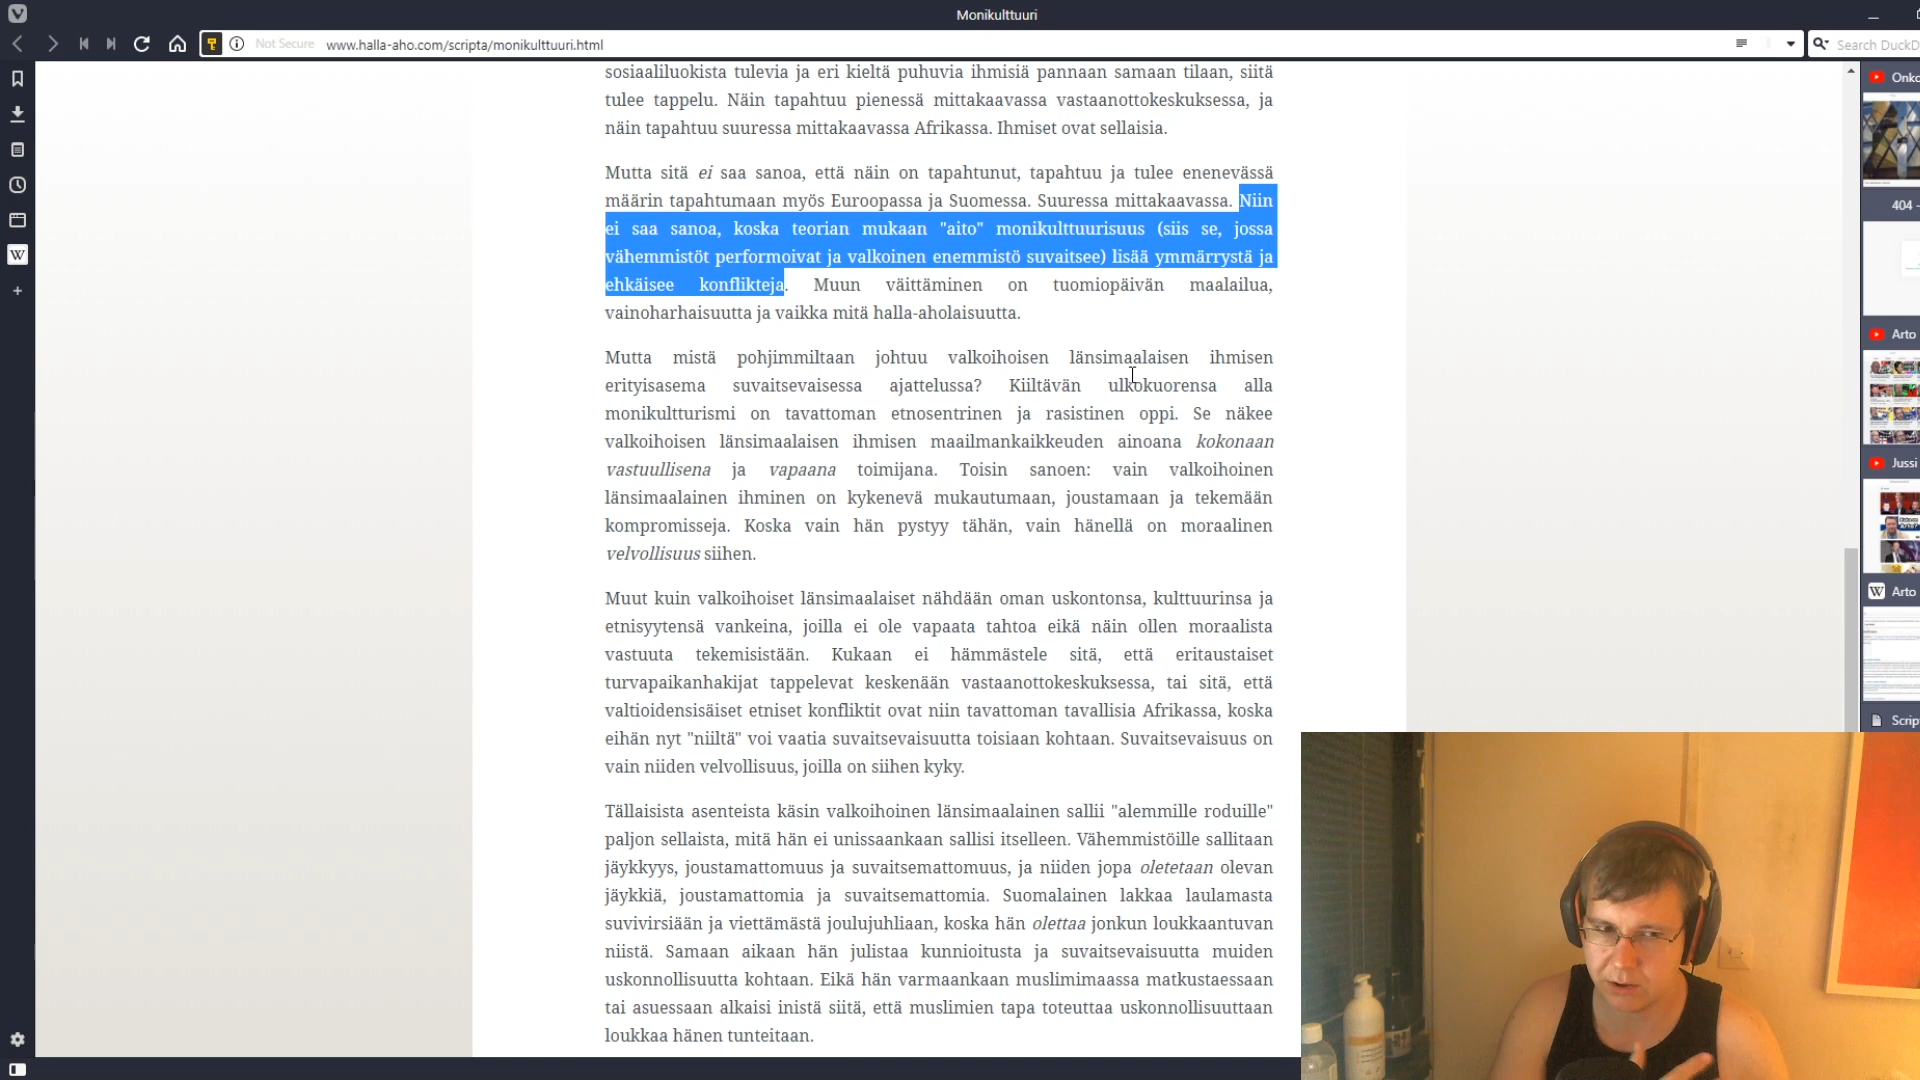 Monikulttuuri
Not Secure www.halla-aho.com/scripta/monikulttuuri.html
Search DuckD
sosiaaliluokista tulevia ja eri kieltä puhuvia ihmisiä pannaan samaan tilaan, siitä
tulee tappelu. Näin tapahtuu pienessä mittakaavassa vastaanottokeskuksessa, ja
näin tapahtuu suuressa mittakaavassa Afrikassa. Ihmiset ovat sellaisia.
Mutta sitä ei saa sanoa, että näin on tapahtunut, tapahtuu ja tulee enenevässä
määrin tapahtumaan myös Euroopassa ja Suomessa. Suuressa mittakaavassa. Niin
ei saa sanoa, koska teorian mukaan "aito" monikulttuurisuus (siis se, jossa
vähemmistöt performoivat ja valkoinen enemmistö suvaitsee) lisää ymmärrystä ja
ehkäisee konflikteja. Muun väittäminen on tuomiopäivän maalailua,
vainoharhaisuutta ja vaikka mitä halla-aholaisuutta.
Mutta mistä pohjimmiltaan johtuu valkoihoisen länsimaalaisen ihmisen
erityisasema suvaitsevaisessa ajattelussa? Kiiltävän ulkokuorensa alla
monikultturismi on tavattoman etnosentrinen ja rasistinen oppi. Se näkee
valkoihoisen länsimaalaisen ihmisen maailmankaikkeuden ainoana kokonaan
vastuullisena ja vapaana toimijana. Toisin sanoen: vain valkoihoinen
länsimaalainen ihminen on kykenevä mukautumaan, joustamaan ja tekemään
kompromisseja. Koska vain hän pystyy tähän, vain hänellä on moraalinen
velvollisuus siihen.
Muut kuin valkoihoiset länsimaalaiset nähdään oman uskontonsa, kulttuurinsa ja
etnisyytensä vankeina, joilla ei ole vapaata tahtoa eikä näin ollen moraalista
vastuuta tekemisistään. Kukaan ei hämmästele sitä, että eritaustaiset
turvapaikanhakijat tappelevat keskenään vastaanottokeskuksessa, tai sitä, että
valtioidensisäiset etniset konfliktit ovat niin tavattoman tavallisia Afrikassa, koska
eihän nyt "niiltä" voi vaatia suvaitsevaisuutta toisiaan kohtaan. Suvaitsevaisuus on
vain niiden velvollisuus, joilla on siihen kyky.
Tällaisista asenteista käsin valkoihoinen länsimaalainen sallii "alemmille roduille"
paljon sellaista, mitä hän ei unissaankaan sallisi itselleen. Vähemmistöille sallitaan
jäykkyys, joustamattomuus ja suvaitsemattomuus, ja niiden jopa oletetaan olevan
jäykkiä, joustamattomia ja suvaitsemattomia. Suomalainen lakkaa laulamasta
suvivirsiään ja viettämästä joulujuhliaan, koska hän olettaa jonkun loukkaantuvan
niistä. Samaan aikaan hän julistaa kunnioitusta ja suvaitsevaisuutta muiden
uskonnollisuutta kohtaan. Eikä hän varmaankaan muslimimaassa matkustaessaan
tai asuessaan alkaisi inistä siitä, että muslimien tapa toteuttaa uskonnollisuuttaan
loukkaa hänen tunteitaan.
Onko
404 -
Arto
Jussi
Arto
Scrip